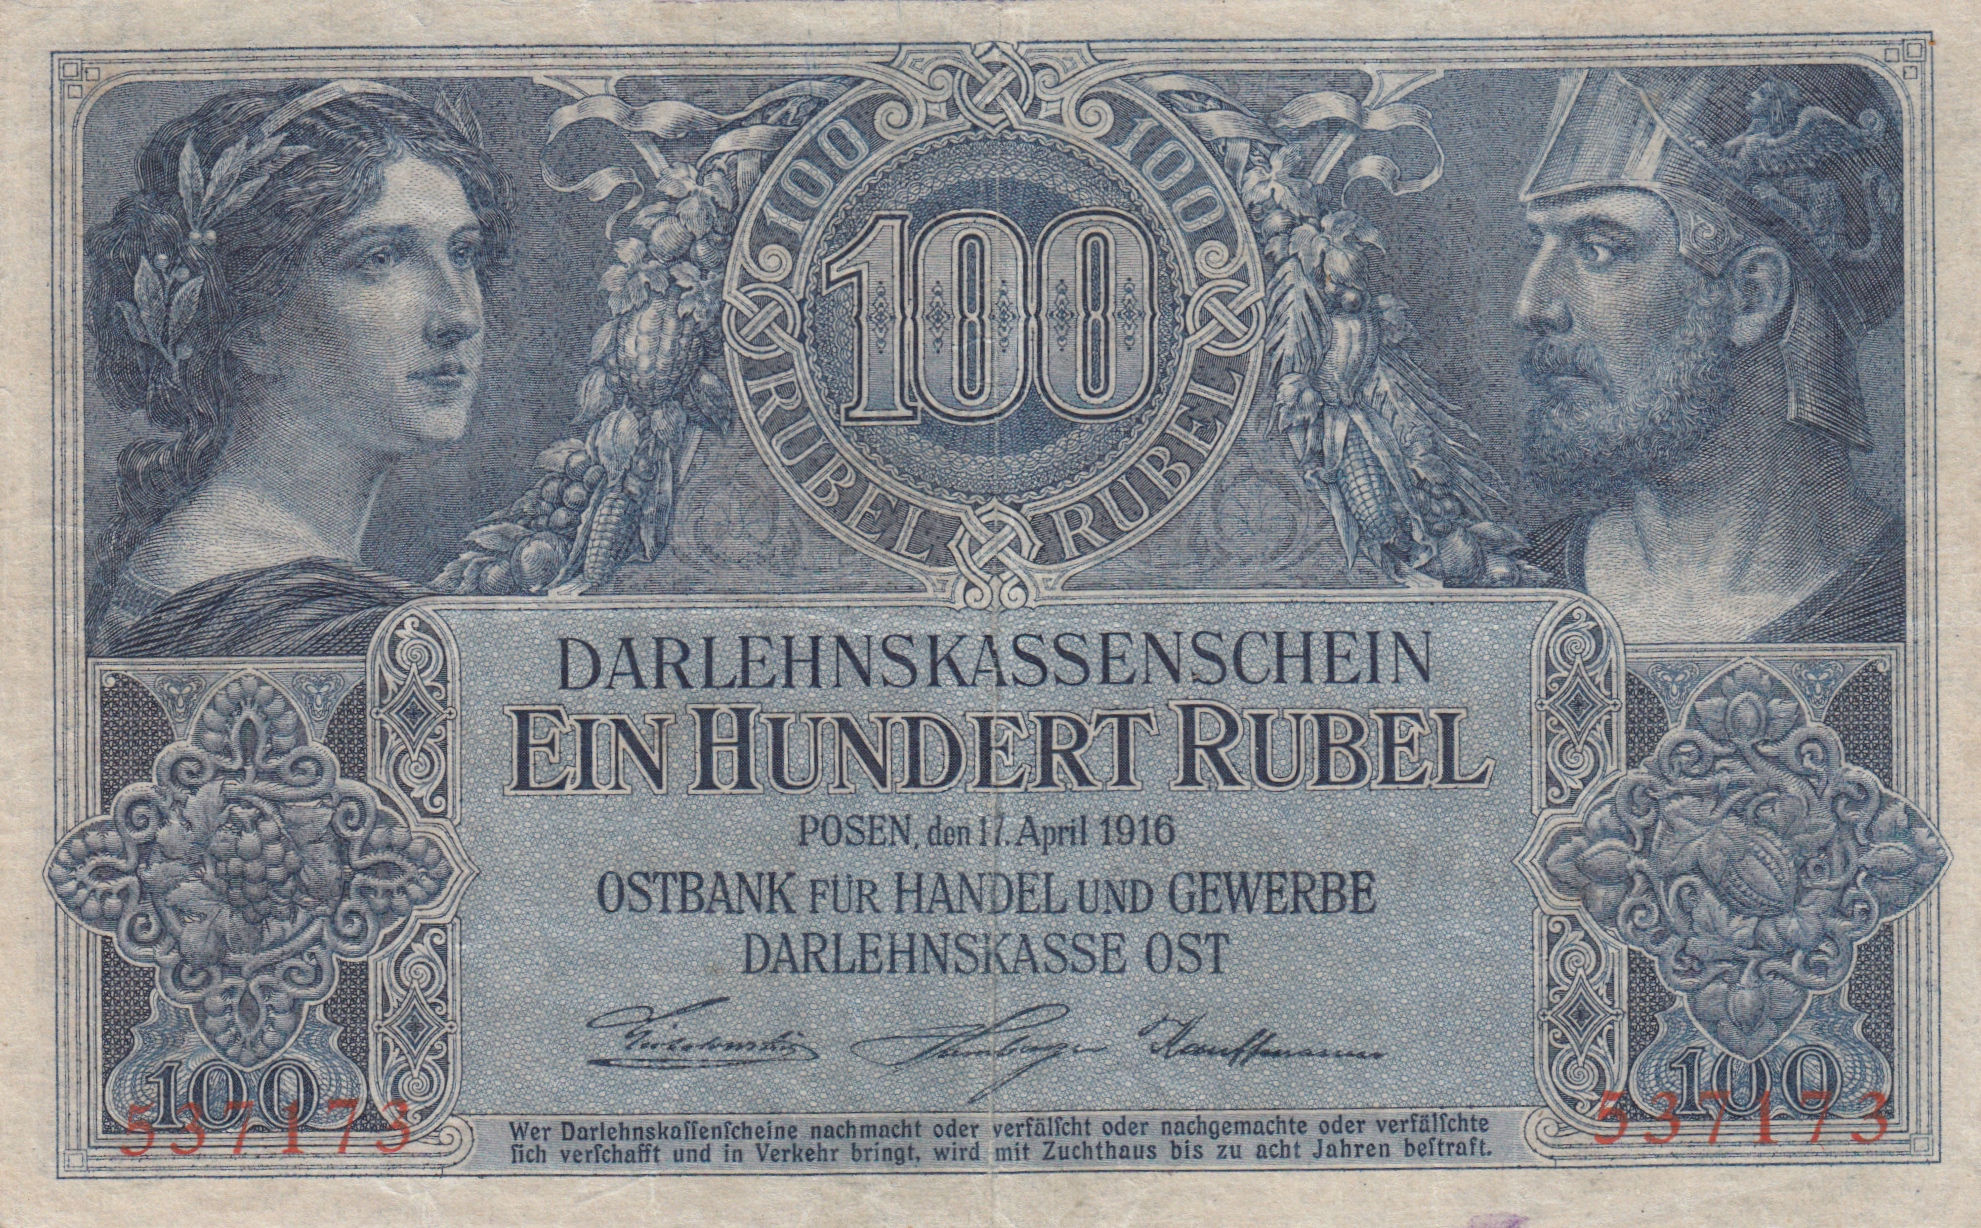 100 100
100
RUBEL RUBEL
DARLEHNSKASSENSCHEIN
EIN HUNDERT RUBEL
POSEN, den 17. April 1916
OSTBANK FÜR HANDEL UND GEWERBE
DARLEHNSKASSE OST
Kauffmann
100 100
537173 537173
Wer Darlehnskaſſenſcheine nachmacht oder verfälſcht oder nachgemachte oder verfälſchte
ſich verſchafft und in Verkehr bringt, wird mit Zuchthaus bis zu acht Jahren beſtraft.